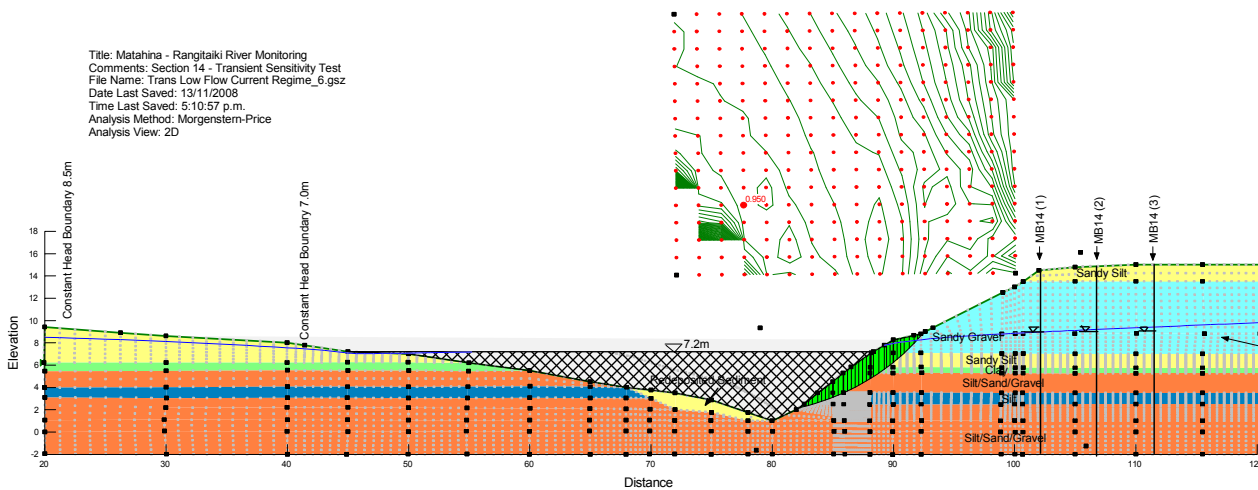 Title: Matahina - Rangitaiki River Monitoring
Comments: Section 14 - Transient Sensitivity Test
File Name: Trans Low Flow Current Regime_6.gsz
Date Last Saved: 13/11/2008
Time Last Saved: 5:10:57 p.m.
Analysis Method: Morgenstern-Price
Analysis View: 2D
0.950
Constant Head Boundary 8.5m
Constant Head Boundary 7.0m
MB14 (1)
MB14 (2)
MB14 (3)
Elevation
18
16
14
12
10
8
6
4
2
0
-2
Sandy Silt
Sandy Gravel
7.2m
Sandy Silt
Clay
Redeposited Sediment
Silt/Sand/Gravel
Silt
Silt/Sand/Gravel
20
30
40
50
60
70
80
90
100
110
Distance